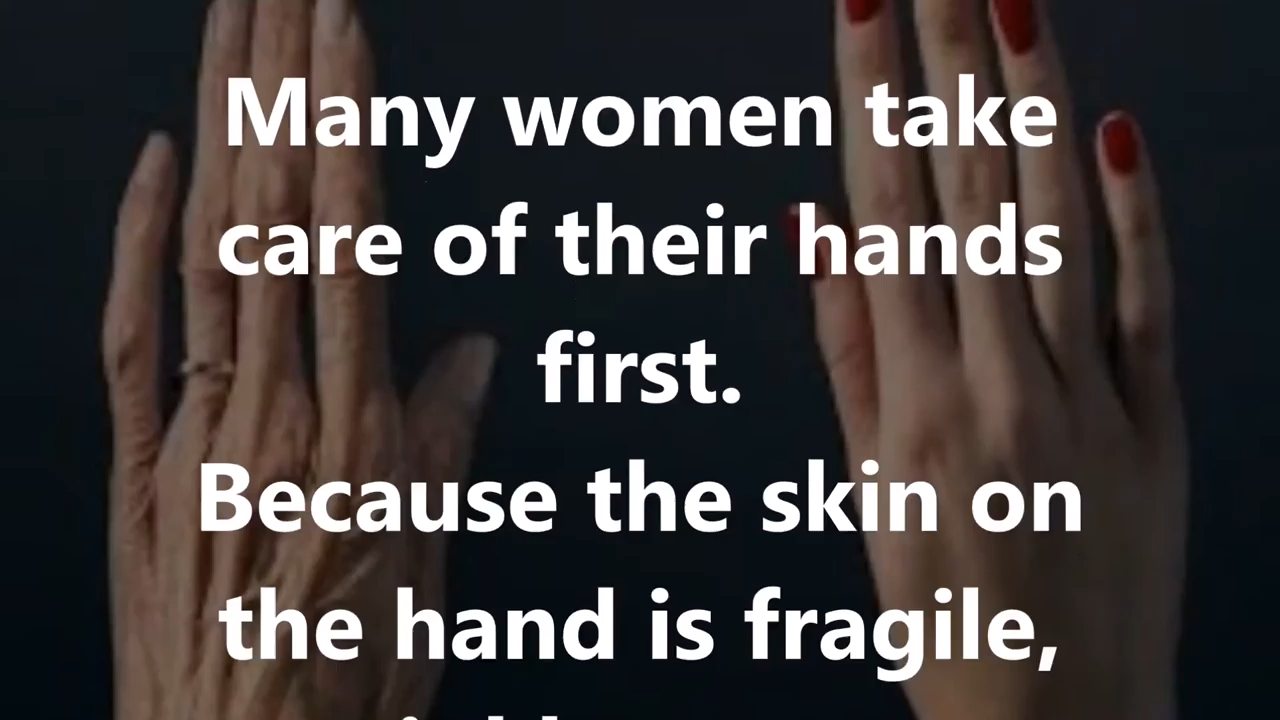 Many women take
care of their hands
first.
Because the skin on
the hand is fragile,